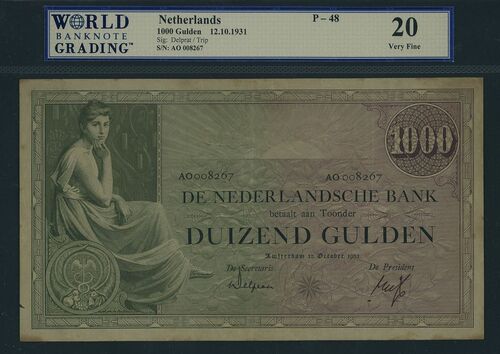 WORLD
BANKNOTE
GRADING™
Netherlands
P – 48
1000 Gulden 12.10.1931
Sig: Delprat / Trip
S/N: AO 008267
20
Very Fine
1000
AO008267 AO008267
DE NEDERLANDSCHE BANK
betaalt aan Toonder
DUIZEND GULDEN
Amsterdam 12. October 1931
De Secretaris De President
Delprat